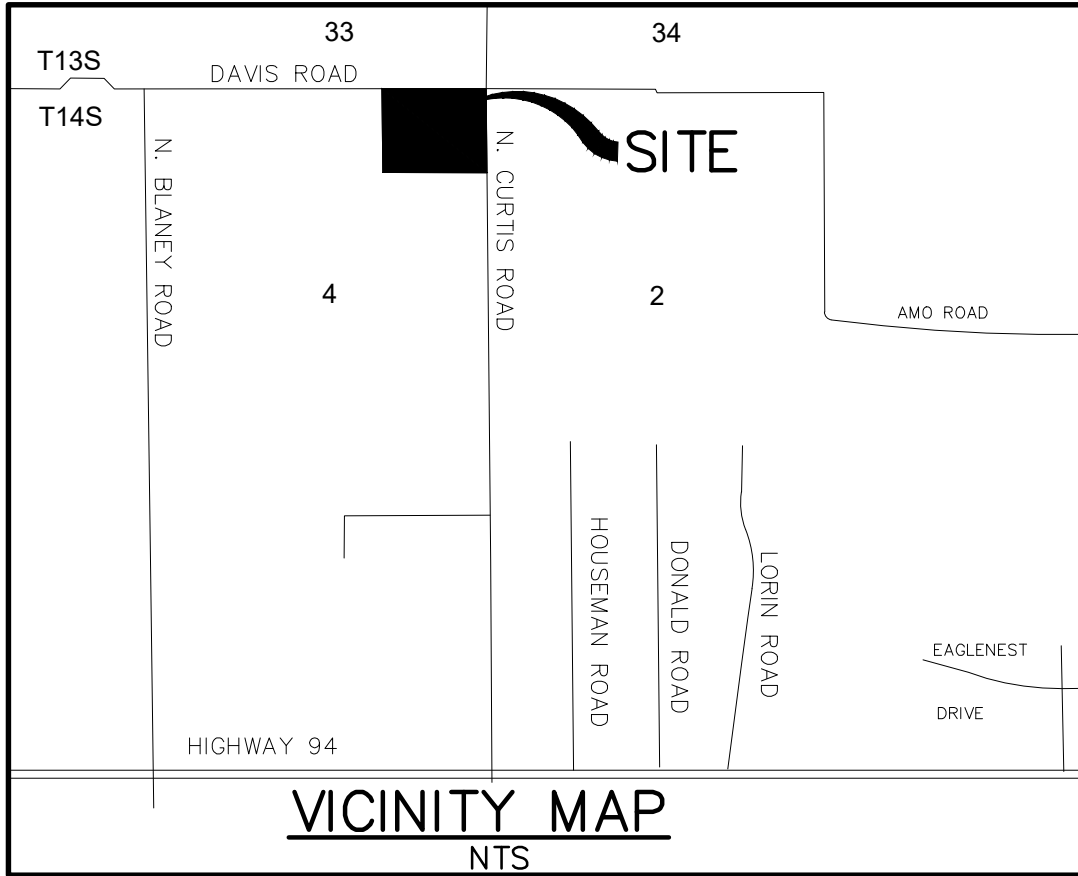 33
34
T13S
DAVIS ROAD
T14S
SITE
N. BLANEY ROAD
N. CURTIS ROAD
4
2
AMO ROAD
HOUSEMAN ROAD
DONALD ROAD
LORIN ROAD
EAGLENEST
DRIVE
HIGHWAY 94
VICINITY MAP
NTS